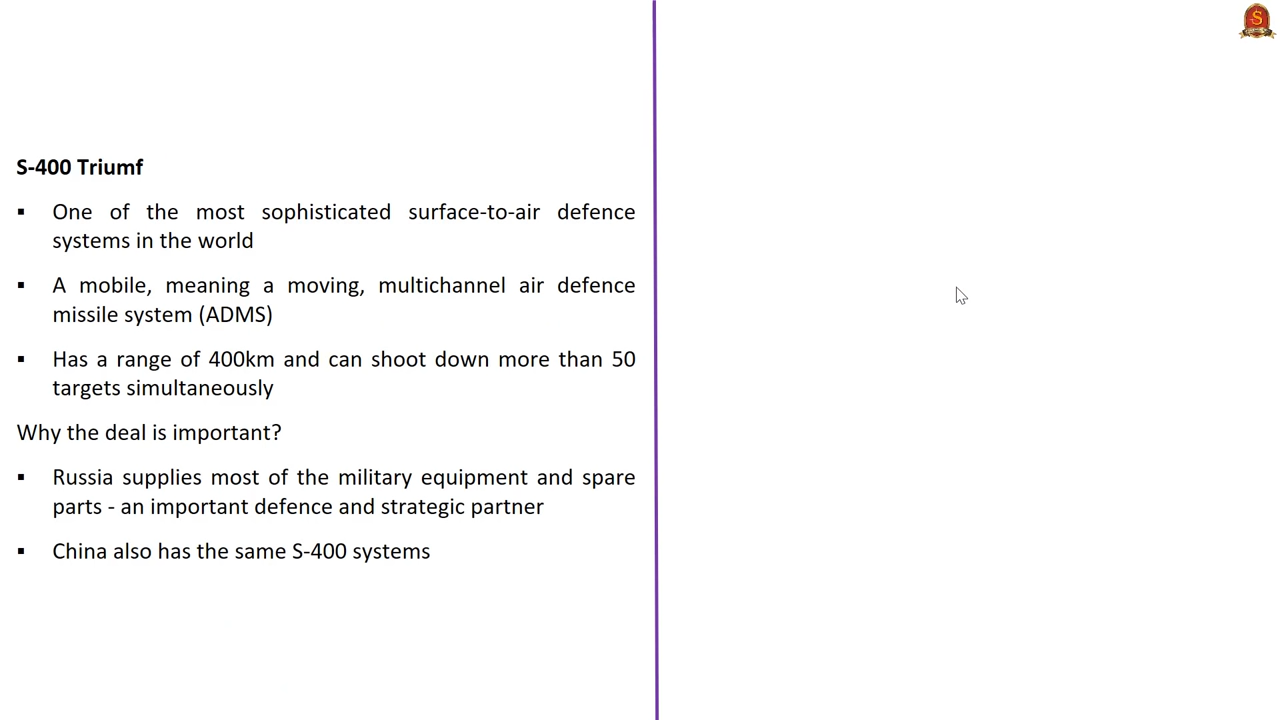 S-400 Triumf
▪ One of the most sophisticated surface-to-air defence
systems in the world
▪ A mobile, meaning a moving, multichannel air defence
missile system (ADMS)
▪ Has a range of 400km and can shoot down more than 50
targets simultaneously
Why the deal is important?
▪ Russia supplies most of the military equipment and spare
parts - an important defence and strategic partner
▪ China also has the same S-400 systems
S